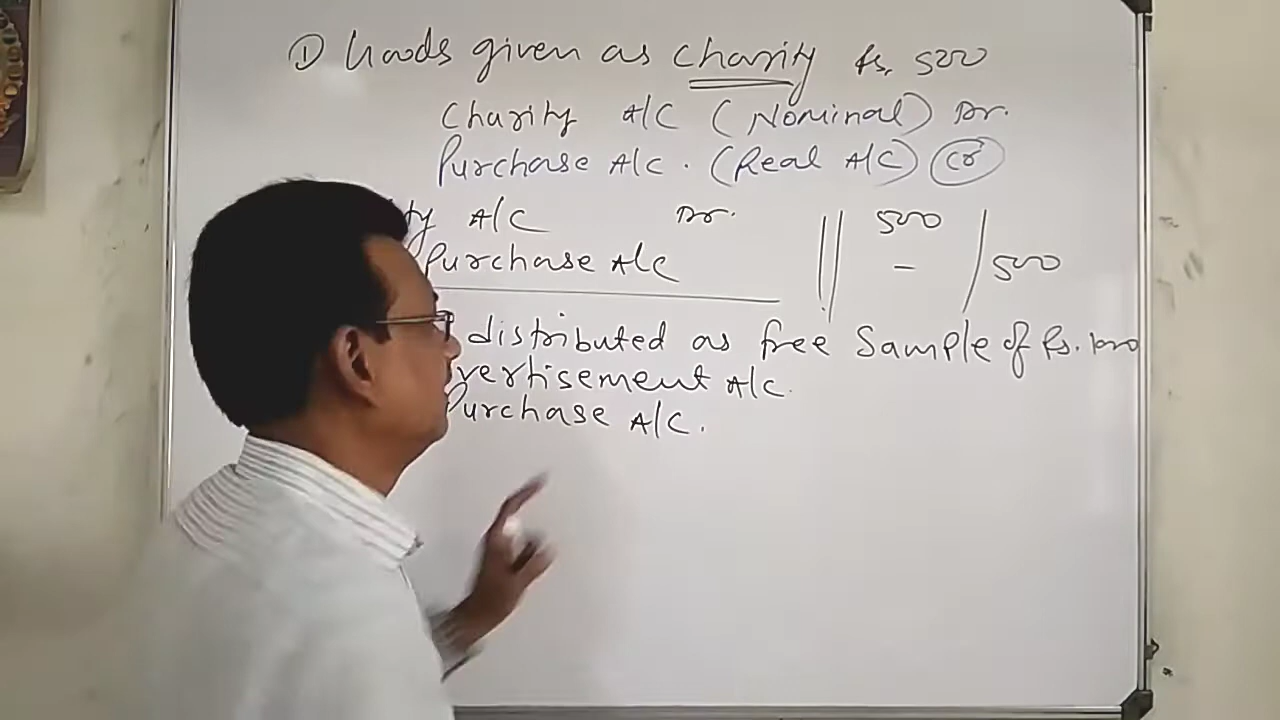 ① Goods given as charity Rs. 500
Charity A/C (Nominal) Dr.
Purchase A/C. (Real A/C) Cr
ty A/C Dr. 500
Purchase A/C - 500
distributed as free Sample of Rs. 1000
vertisement A/C.
Purchase A/C.